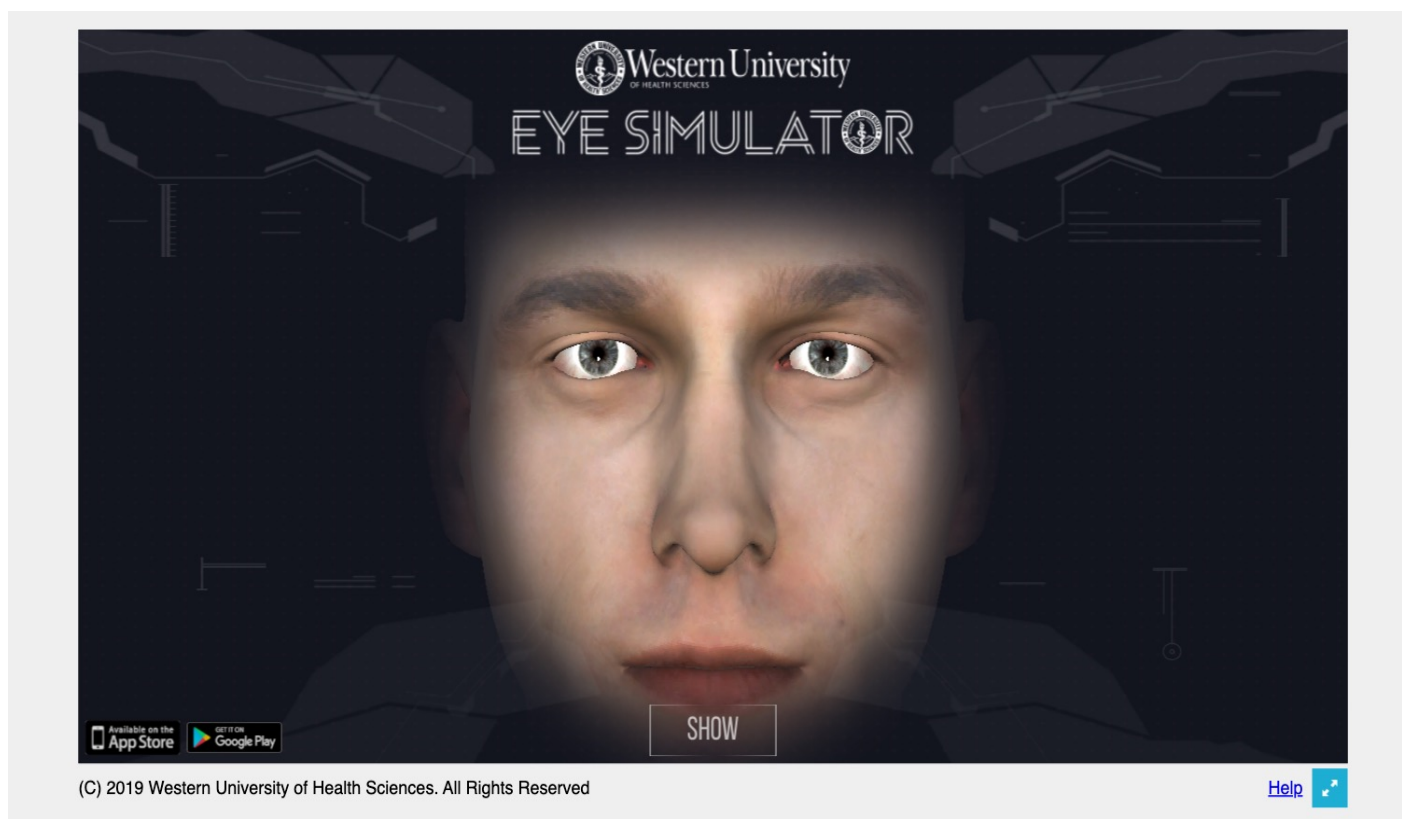 Western University
OF HEALTH SCIENCES
EYE SIMULATOR
SHOW
Available on the
App Store
GET IT ON
Google Play
(C) 2019 Western University of Health Sciences. All Rights Reserved
Help